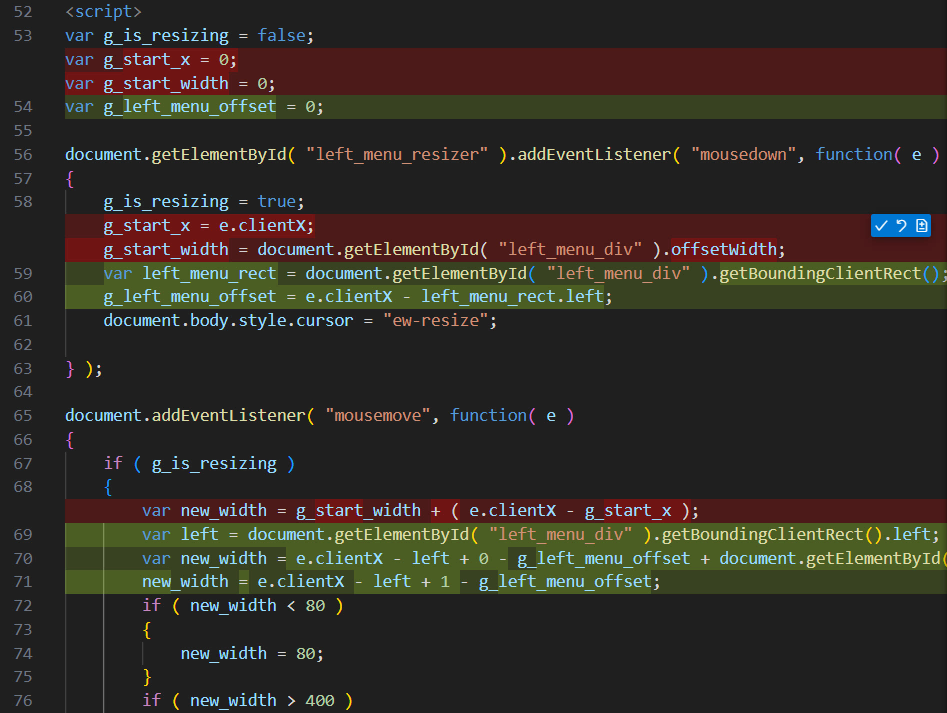 52 <script>
53 var g_is_resizing = false;
var g_start_x = 0;
var g_start_width = 0;
54 var g_left_menu_offset = 0;
55
56 document.getElementById( "left_menu_resizer" ).addEventListener( "mousedown", function( e )
57 {
58 g_is_resizing = true;
g_start_x = e.clientX;
g_start_width = document.getElementById( "left_menu_div" ).offsetWidth;
59 var left_menu_rect = document.getElementById( "left_menu_div" ).getBoundingClientRect();
60 g_left_menu_offset = e.clientX - left_menu_rect.left;
61 document.body.style.cursor = "ew-resize";
62
63 } );
64
65 document.addEventListener( "mousemove", function( e )
66 {
67 if ( g_is_resizing )
68 {
var new_width = g_start_width + ( e.clientX - g_start_x );
69 var left = document.getElementById( "left_menu_div" ).getBoundingClientRect().left;
70 var new_width = e.clientX - left + 0 - g_left_menu_offset + document.getElementById(
71 new_width = e.clientX - left + 1 - g_left_menu_offset;
72 if ( new_width < 80 )
73 {
74 new_width = 80;
75 }
76 if ( new_width > 400 )